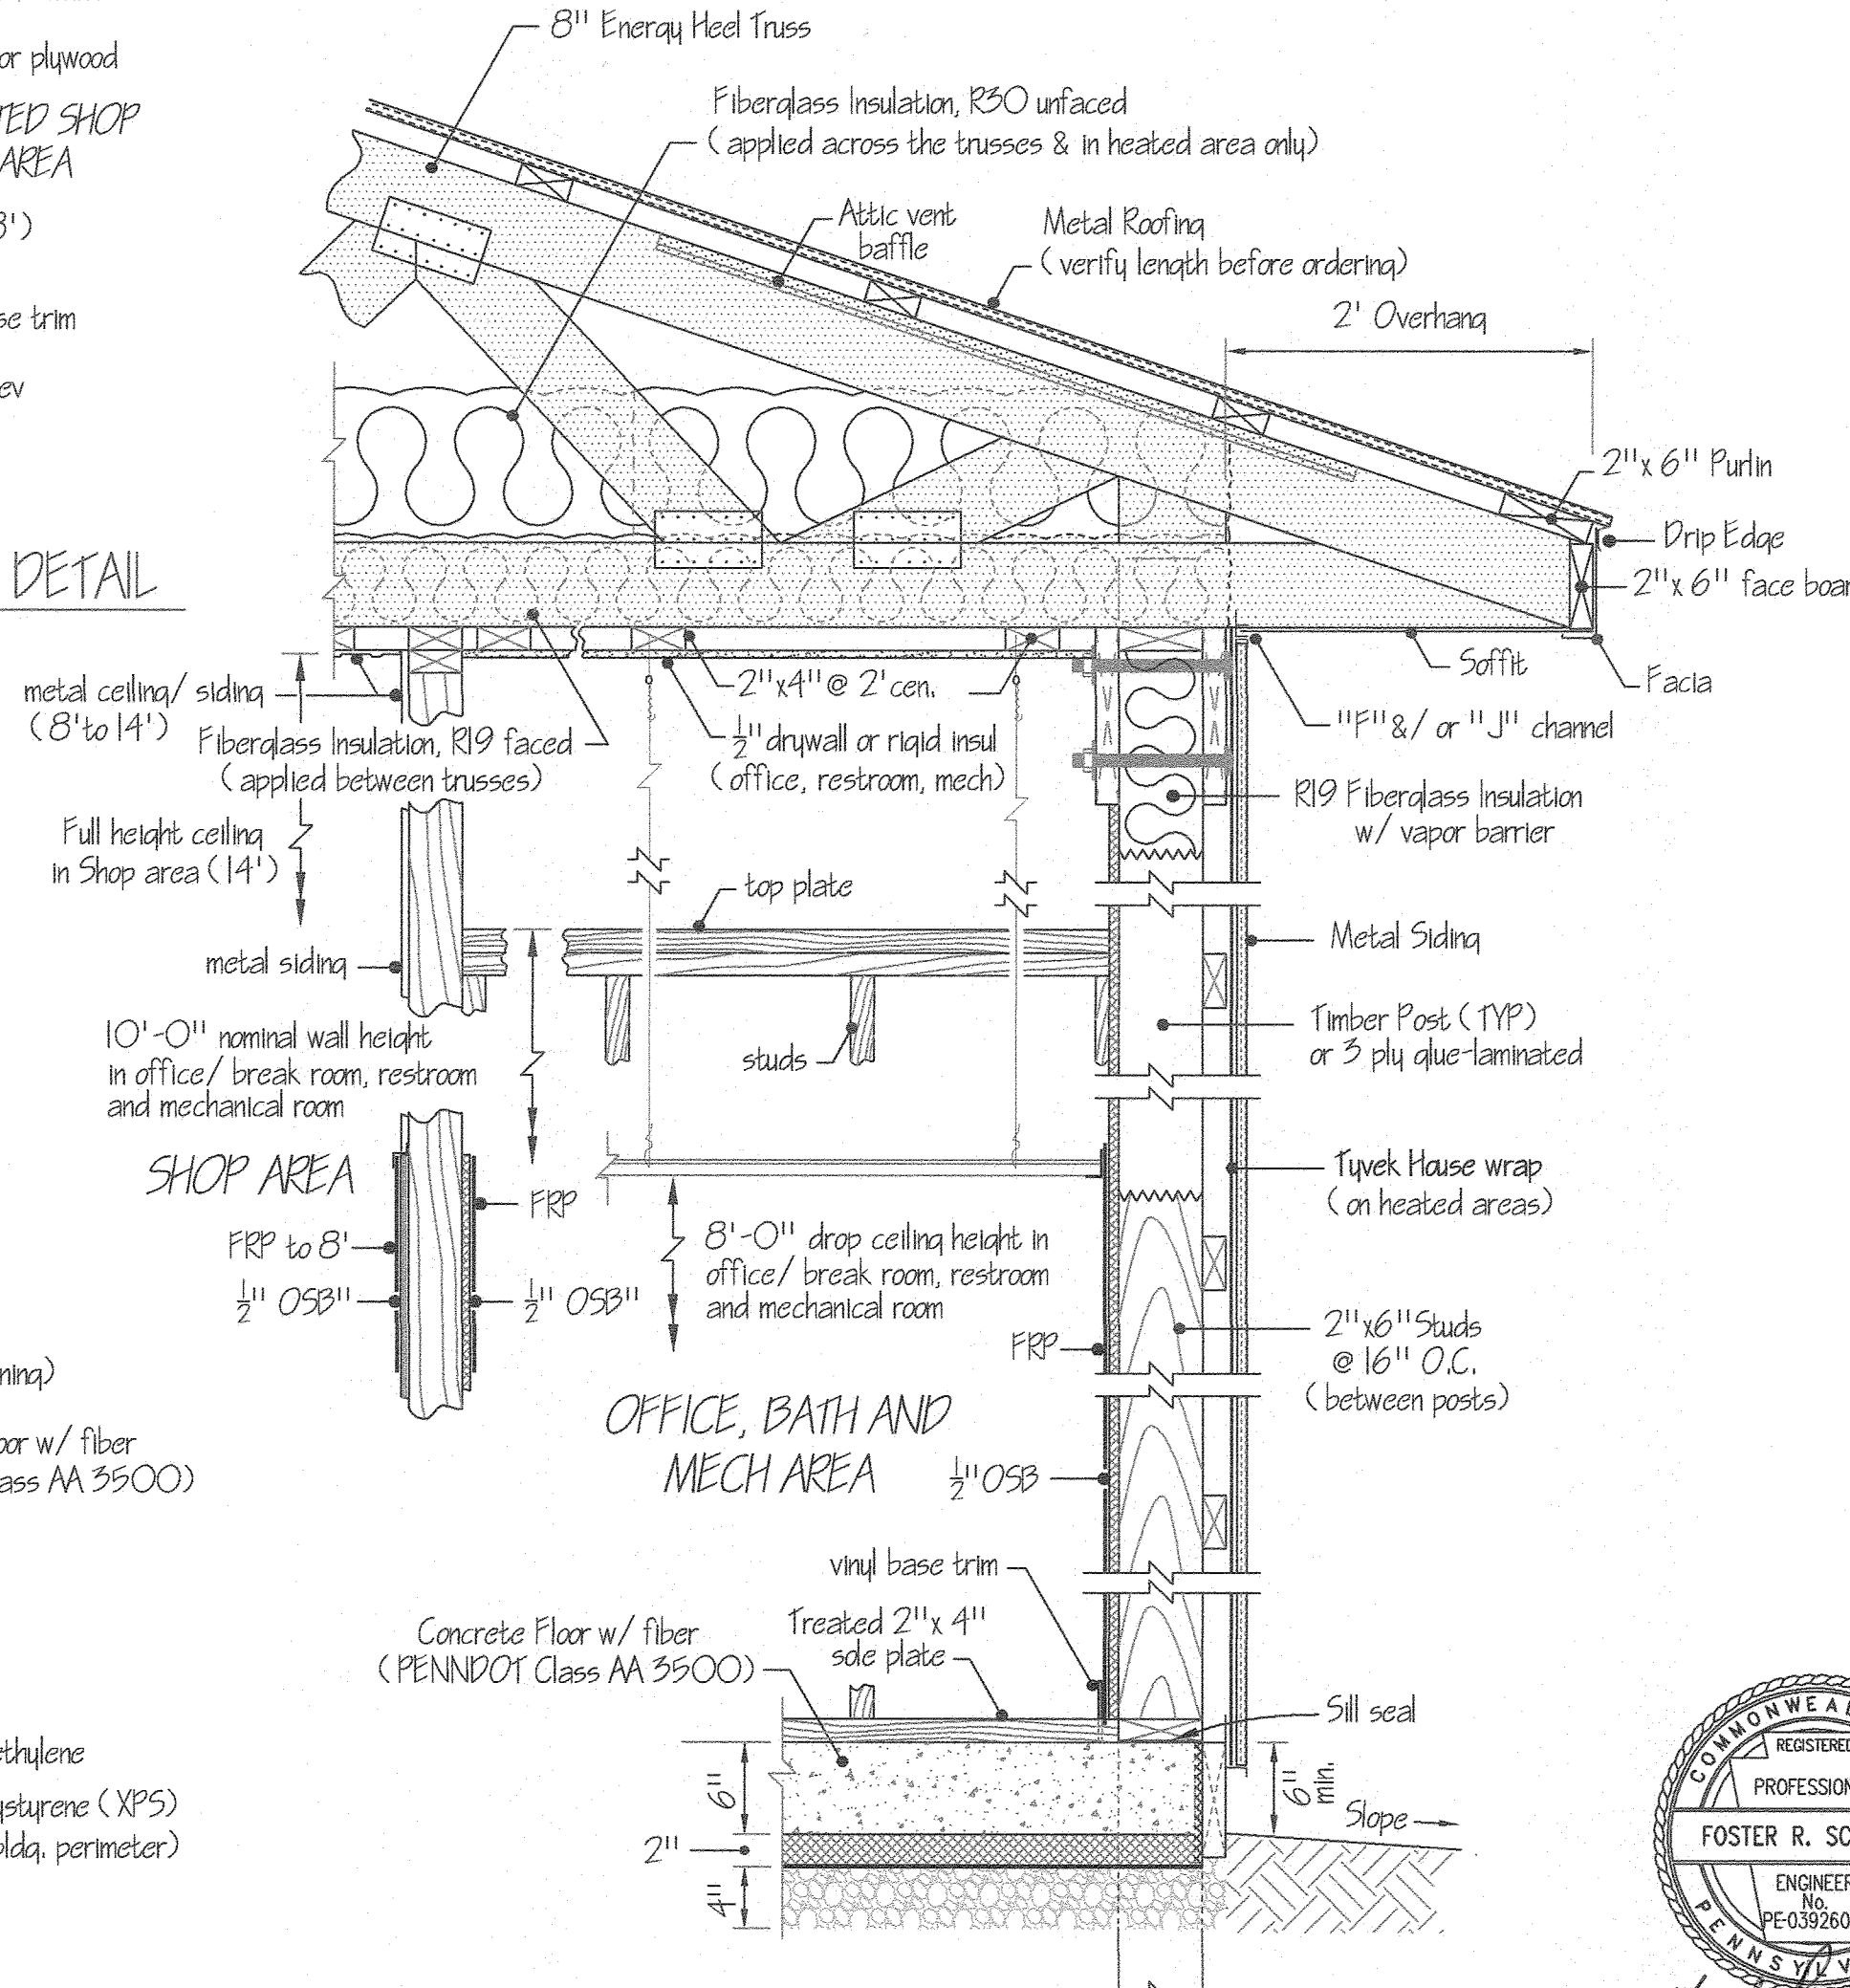 or plywood
TED SHOP
AREA
8')
se trim
ev
DETAIL
8" Energy Heel Truss
Fiberglass Insulation, R30 unfaced
(applied across the trusses & in heated area only)
Attic vent
baffle
Metal Roofing
(verify length before ordering)
2' Overhang
2"x 6" Purlin
Drip Edge
2"x 6" face boar
Soffit
Facia
"F"&/ or "J" channel
metal ceiling/ siding
(8'to 14')
Fiberglass Insulation, R19 faced
(applied between trusses)
2"x4"@ 2'cen.
1/2" drywall or rigid insul
(office, restroom, mech)
R19 Fiberglass Insulation
w/ vapor barrier
Full height ceiling
in Shop area (14')
top plate
metal siding
Metal Siding
10'-0" nominal wall height
in office/ break room, restroom
and mechanical room
studs
Timber Post (TYP)
or 3 ply glue-laminated
SHOP AREA
FRP
Tyvek House wrap
(on heated areas)
FRP to 8'
1/2" OSB"
1/2" OSB"
8'-0" drop ceiling height in
office/ break room, restroom
and mechanical room
FRP
2"x6"Studs
@ 16" O.C.
(between posts)
OFFICE, BATH AND
MECH AREA
1/2"OSB
ning)
oor w/ fiber
ass AA 3500)
vinyl base trim
Concrete Floor w/ fiber
(PENNDOT Class AA 3500)
Treated 2"x 4"
sole plate
Sill seal
6"
6"
min.
Slope
2"
4"
ethylene
ystyrene (XPS)
bldg. perimeter)
COMMONWEAL
REGISTERED
PROFESSION
FOSTER R. SC
ENGINEER
No.
PE-039260
PENNSYLV